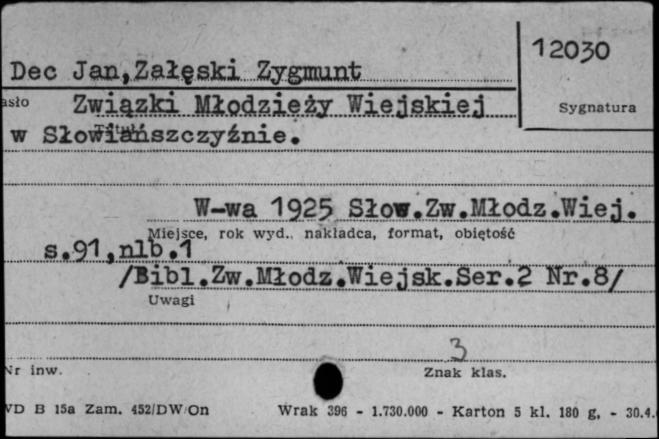 12030
Dec Jan,Załęski Zygmunt
asło Związki Młodzieży Wiejskiej
Sygnatura
w Słowiańszczyźnie.
W-wa 1925 Słow.Zw.Młodz.Wiej.
Miejsce, rok wyd., nakładca, format, objętość
s.91,nlb.1
/Bibl.Zw.Młodz.Wiejsk.Ser.2 Nr.8/
Uwagi
3
Nr inw. Znak klas.
VD B 15a Zam. 452/DW/On Wrak 396 - 1.730.000 - Karton 5 kl. 180 g, - 30.4.